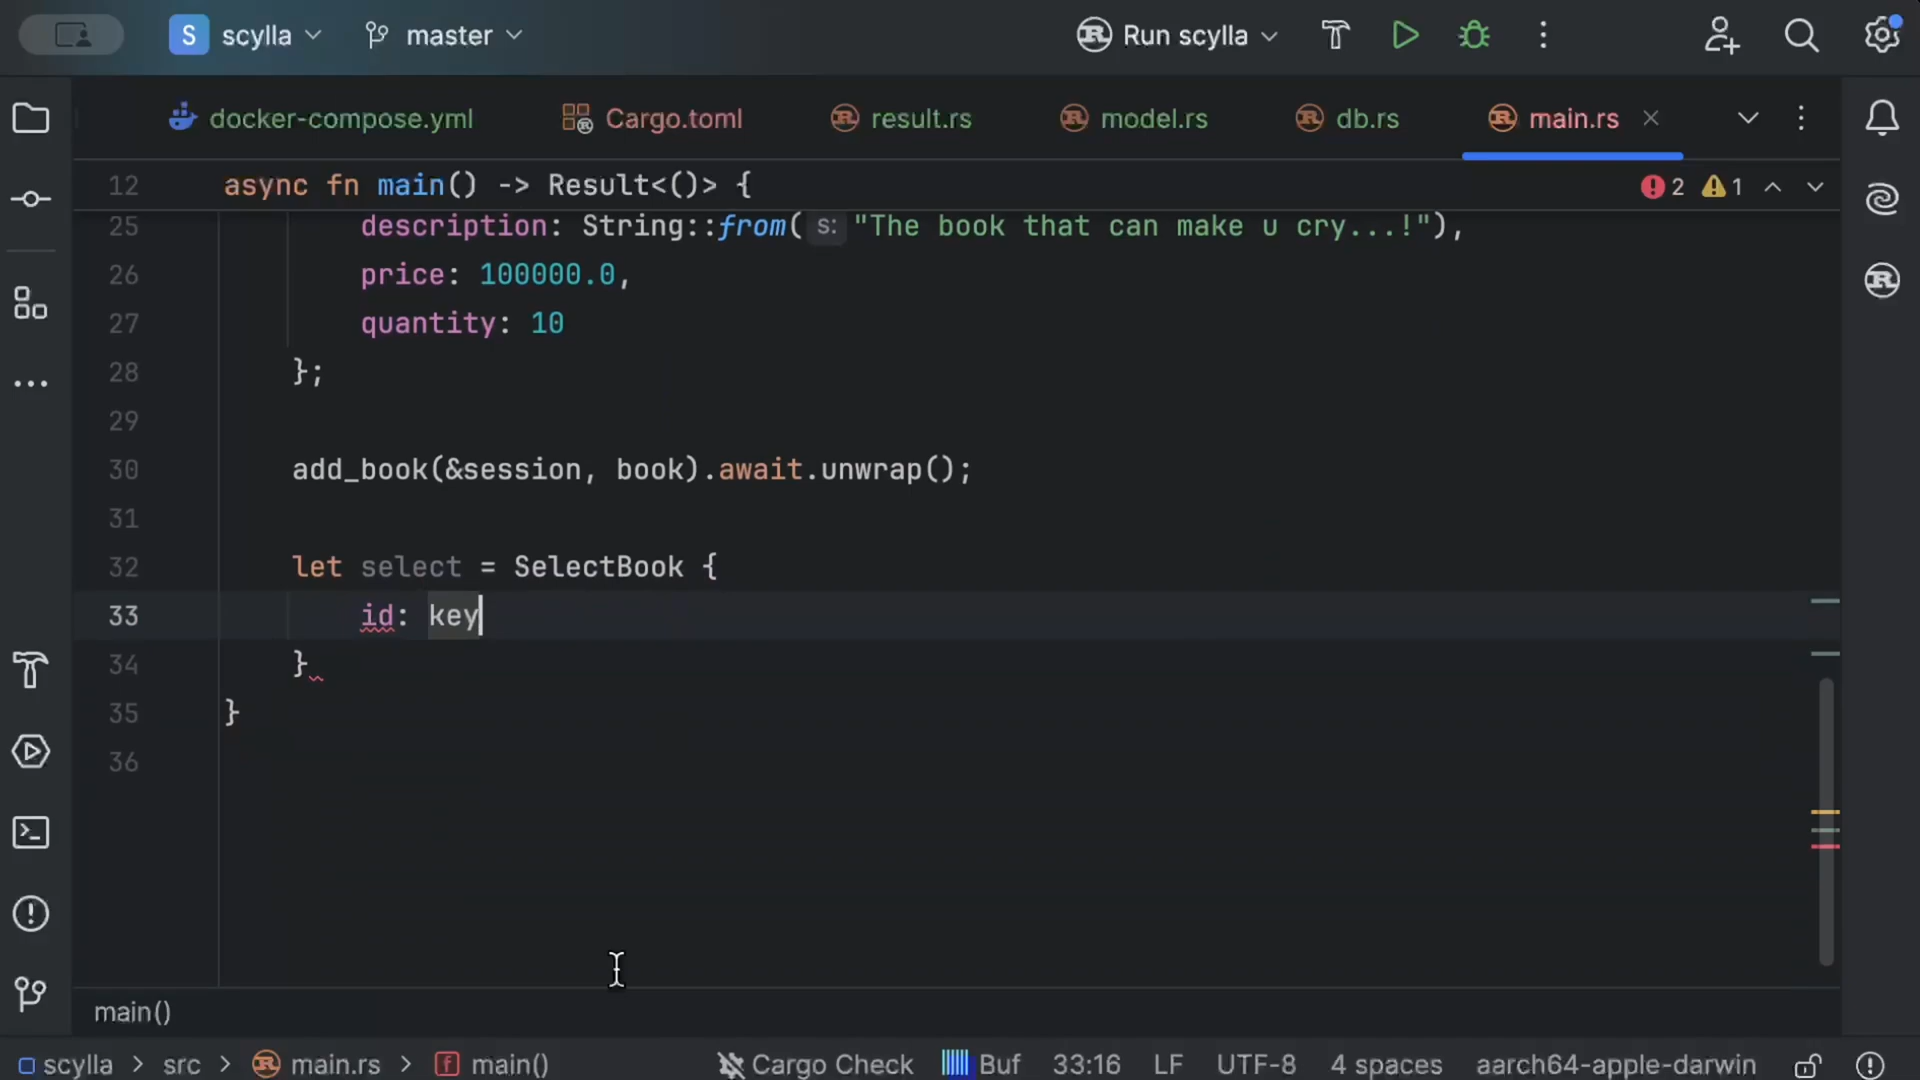 S scylla master Run scylla
docker-compose.yml Cargo.toml result.rs model.rs db.rs main.rs
12 async fn main() -> Result<()> { 2 1
25 description: String::from( s: "The book that can make u cry...!"),
26 price: 100000.0,
27 quantity: 10
28 };
29
30 add_book(&session, book).await.unwrap();
31
32 let select = SelectBook {
33 id: key
34 }
35 }
36
main()
scylla > src > main.rs > main() Cargo Check Buf 33:16 LF UTF-8 4 spaces aarch64-apple-darwin